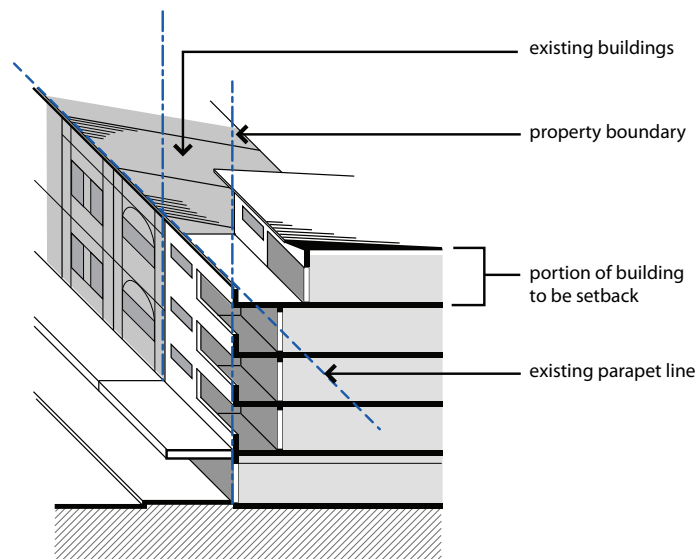 existing buildings
property boundary
portion of building
to be setback
existing parapet line